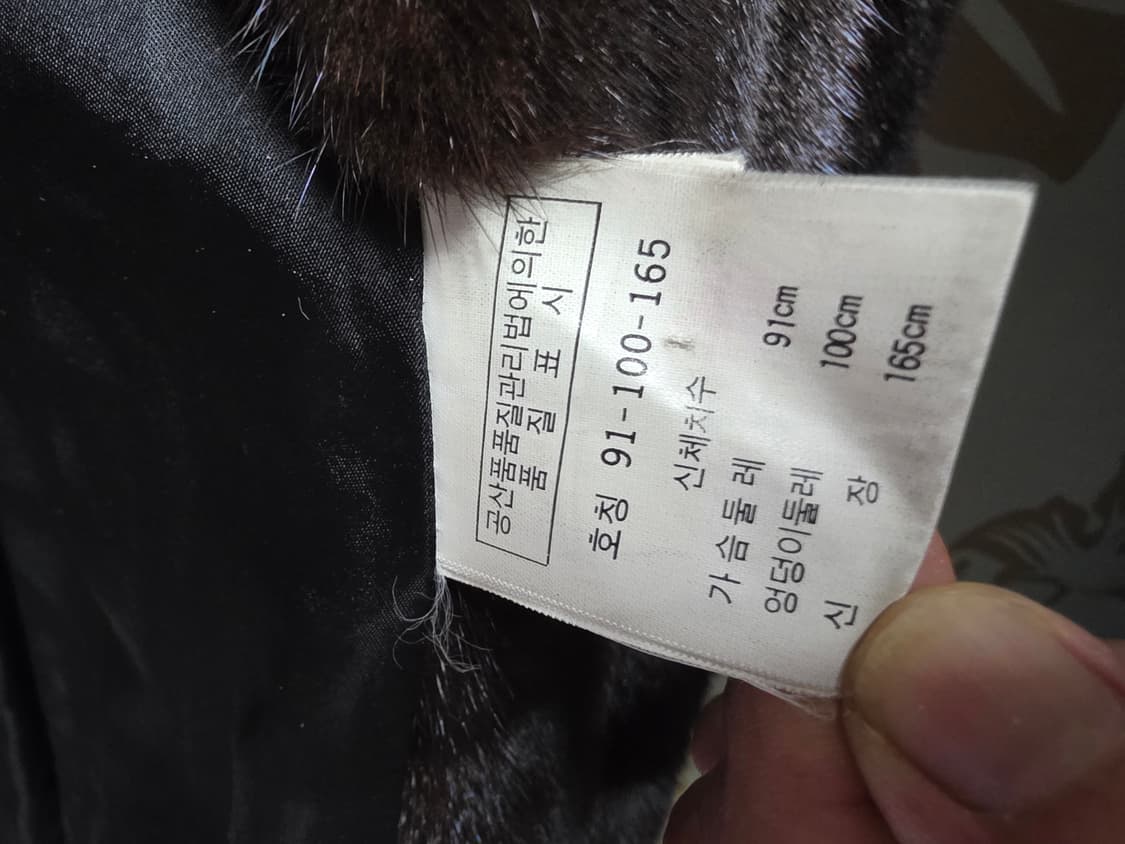 공산품품질관리법에의한
품 질 표 시
호칭 91-100-165
신체치수
가 슴 둘 레 91cm
엉덩이둘레 100cm
신 장 165cm